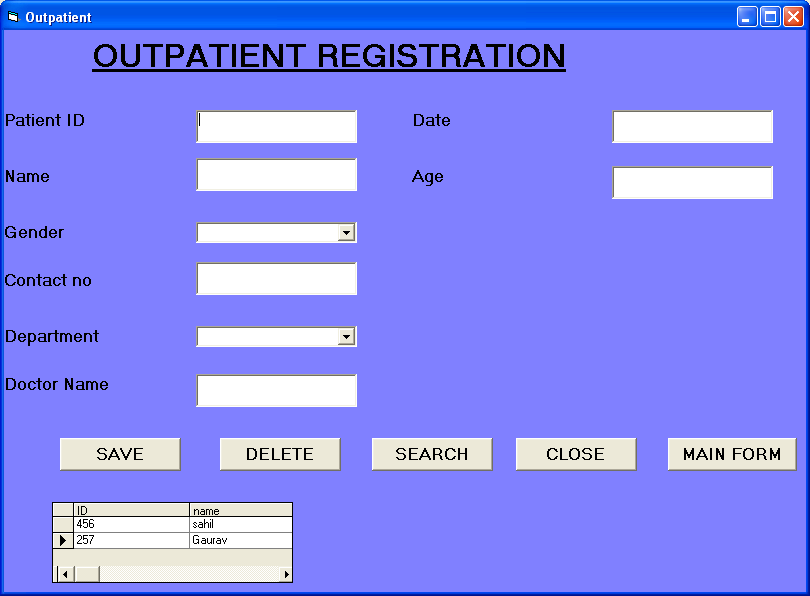 Outpatient
OUTPATIENT REGISTRATION
Patient ID
Date
Name
Age
Gender
Contact no
Department
Doctor Name
SAVE DELETE SEARCH CLOSE MAIN FORM
ID name
456 sahil
257 Gaurav